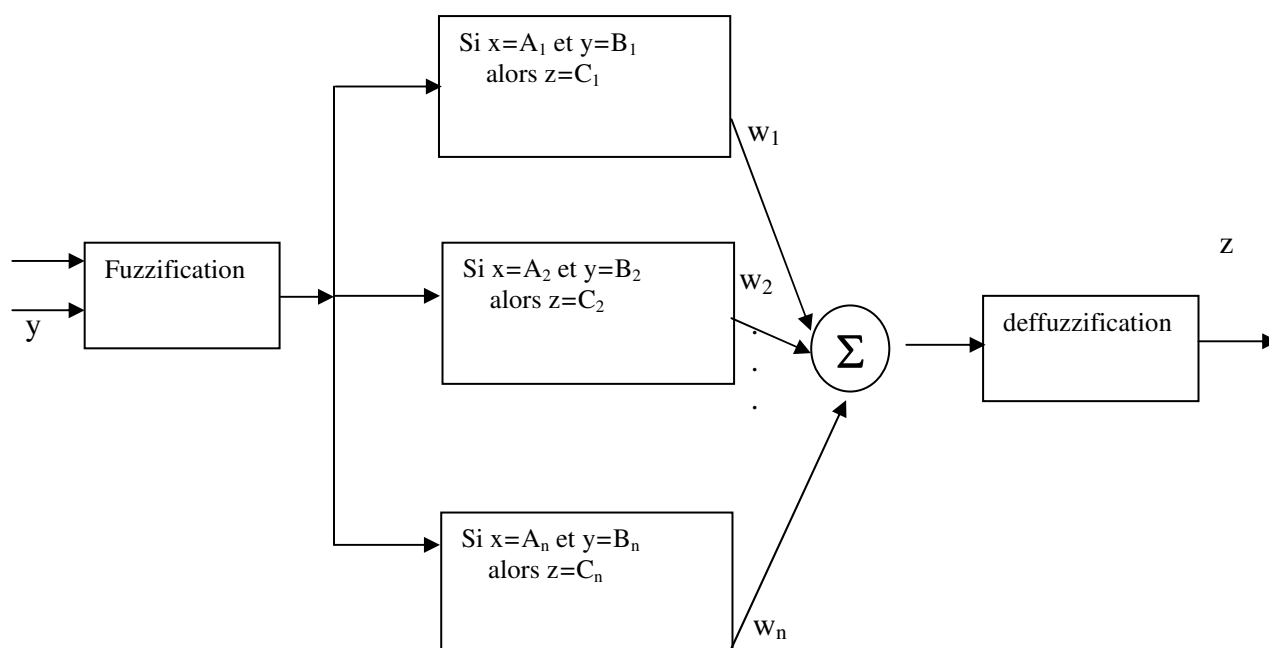 Si x=A₁ et y=B₁
alors z=C₁
w₁
Fuzzification
y
Si x=A₂ et y=B₂
alors z=C₂
w₂
.
.
.
Σ
z
deffuzzification
Si x=Aₙ et y=Bₙ
alors z=Cₙ
wₙ